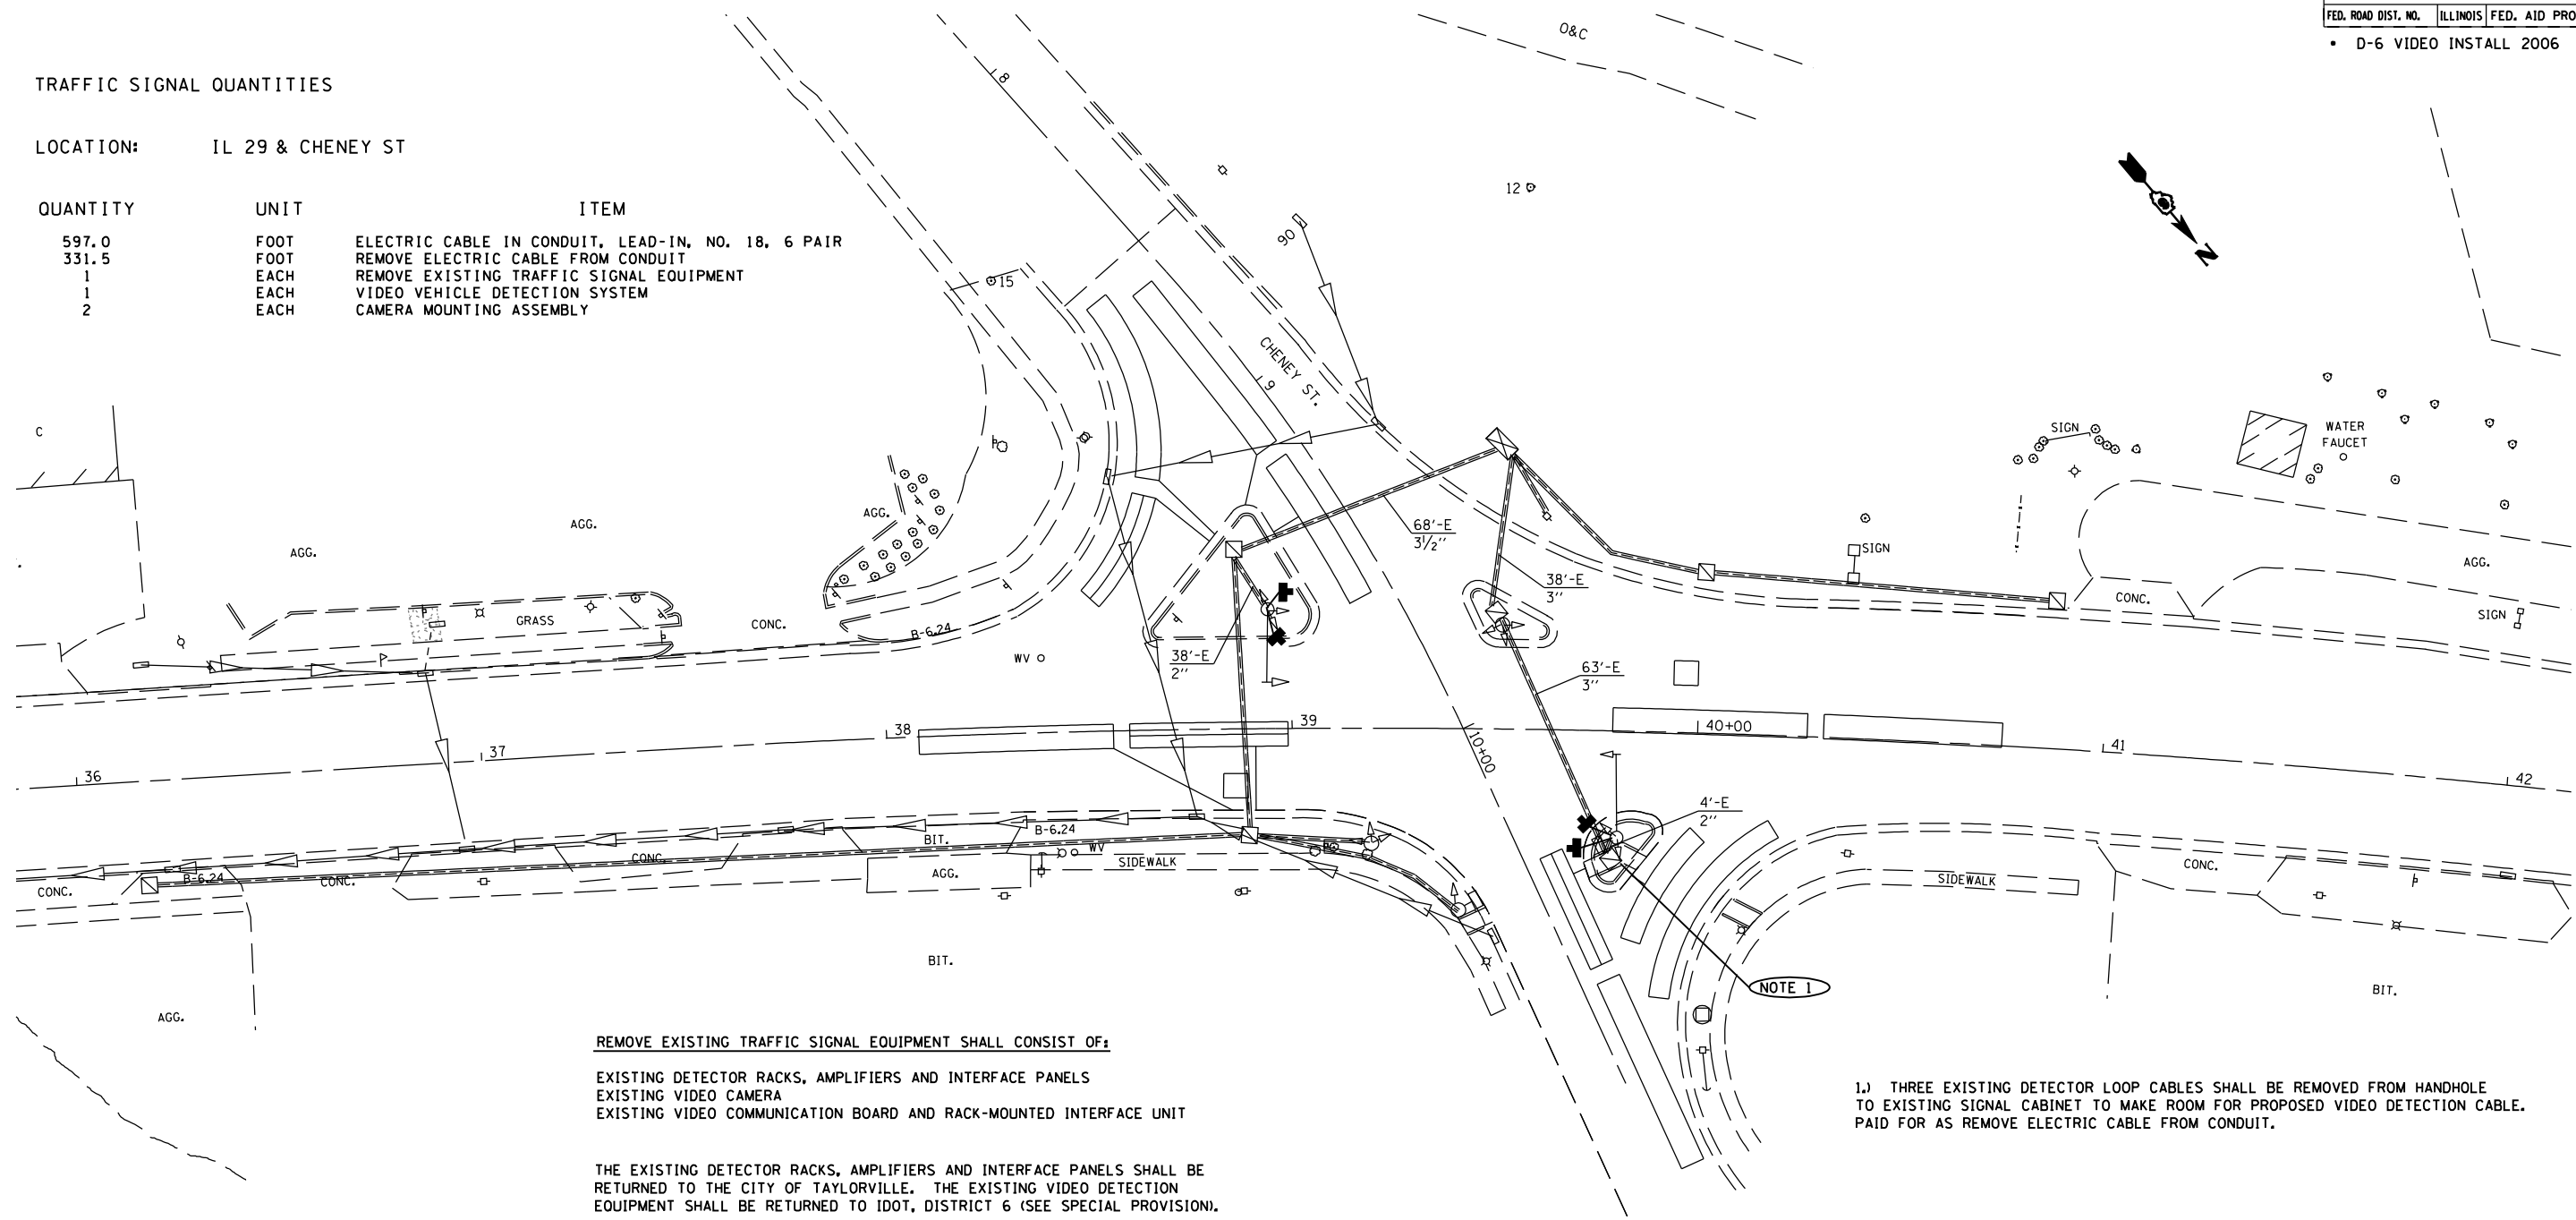 FED. ROAD DIST. NO. ILLINOIS FED. AID PRO
• D-6 VIDEO INSTALL 2006
TRAFFIC SIGNAL QUANTITIES
LOCATION: IL 29 & CHENEY ST
QUANTITY UNIT ITEM
597.0 FOOT ELECTRIC CABLE IN CONDUIT, LEAD-IN, NO. 18, 6 PAIR
331.5 FOOT REMOVE ELECTRIC CABLE FROM CONDUIT
1 EACH REMOVE EXISTING TRAFFIC SIGNAL EQUIPMENT
1 EACH VIDEO VEHICLE DETECTION SYSTEM
2 EACH CAMERA MOUNTING ASSEMBLY
O&C
8
12
90
N
15
CHENEY ST.
9
C
SIGN
WATER
FAUCET
AGG.
AGG.
AGG.
68'-E
3½''
SIGN
AGG.
38'-E
3''
CONC.
SIGN
GRASS
CONC.
B-6.24
WV
38'-E
2''
63'-E
3''
36
37
38
39
10+00
40+00
41
42
4'-E
2''
B-6.24
BIT.
WV
CONC.
SIDEWALK
AGG.
CONC.
B-6.24
CONC.
SIDEWALK
CONC.
BIT.
AGG.
NOTE 1
BIT.
REMOVE EXISTING TRAFFIC SIGNAL EQUIPMENT SHALL CONSIST OF:
EXISTING DETECTOR RACKS, AMPLIFIERS AND INTERFACE PANELS
EXISTING VIDEO CAMERA
EXISTING VIDEO COMMUNICATION BOARD AND RACK-MOUNTED INTERFACE UNIT
THE EXISTING DETECTOR RACKS, AMPLIFIERS AND INTERFACE PANELS SHALL BE
RETURNED TO THE CITY OF TAYLORVILLE. THE EXISTING VIDEO DETECTION
EQUIPMENT SHALL BE RETURNED TO IDOT, DISTRICT 6 (SEE SPECIAL PROVISION).
1.) THREE EXISTING DETECTOR LOOP CABLES SHALL BE REMOVED FROM HANDHOLE
TO EXISTING SIGNAL CABINET TO MAKE ROOM FOR PROPOSED VIDEO DETECTION CABLE.
PAID FOR AS REMOVE ELECTRIC CABLE FROM CONDUIT.